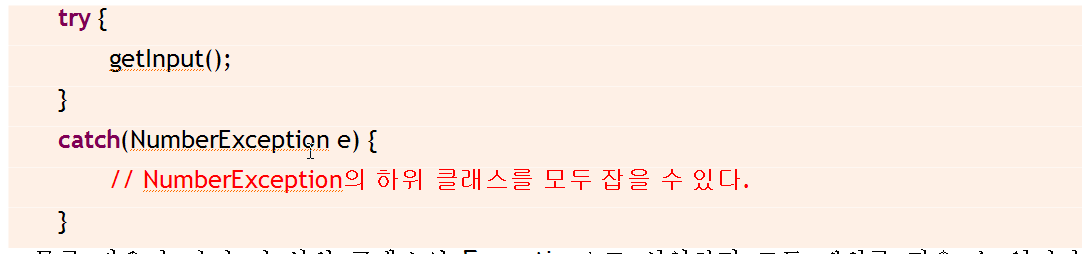 try {
getInput();
}
catch(NumberException e) {
// NumberException의 하위 클래스를 모두 잡을 수 있다.
}